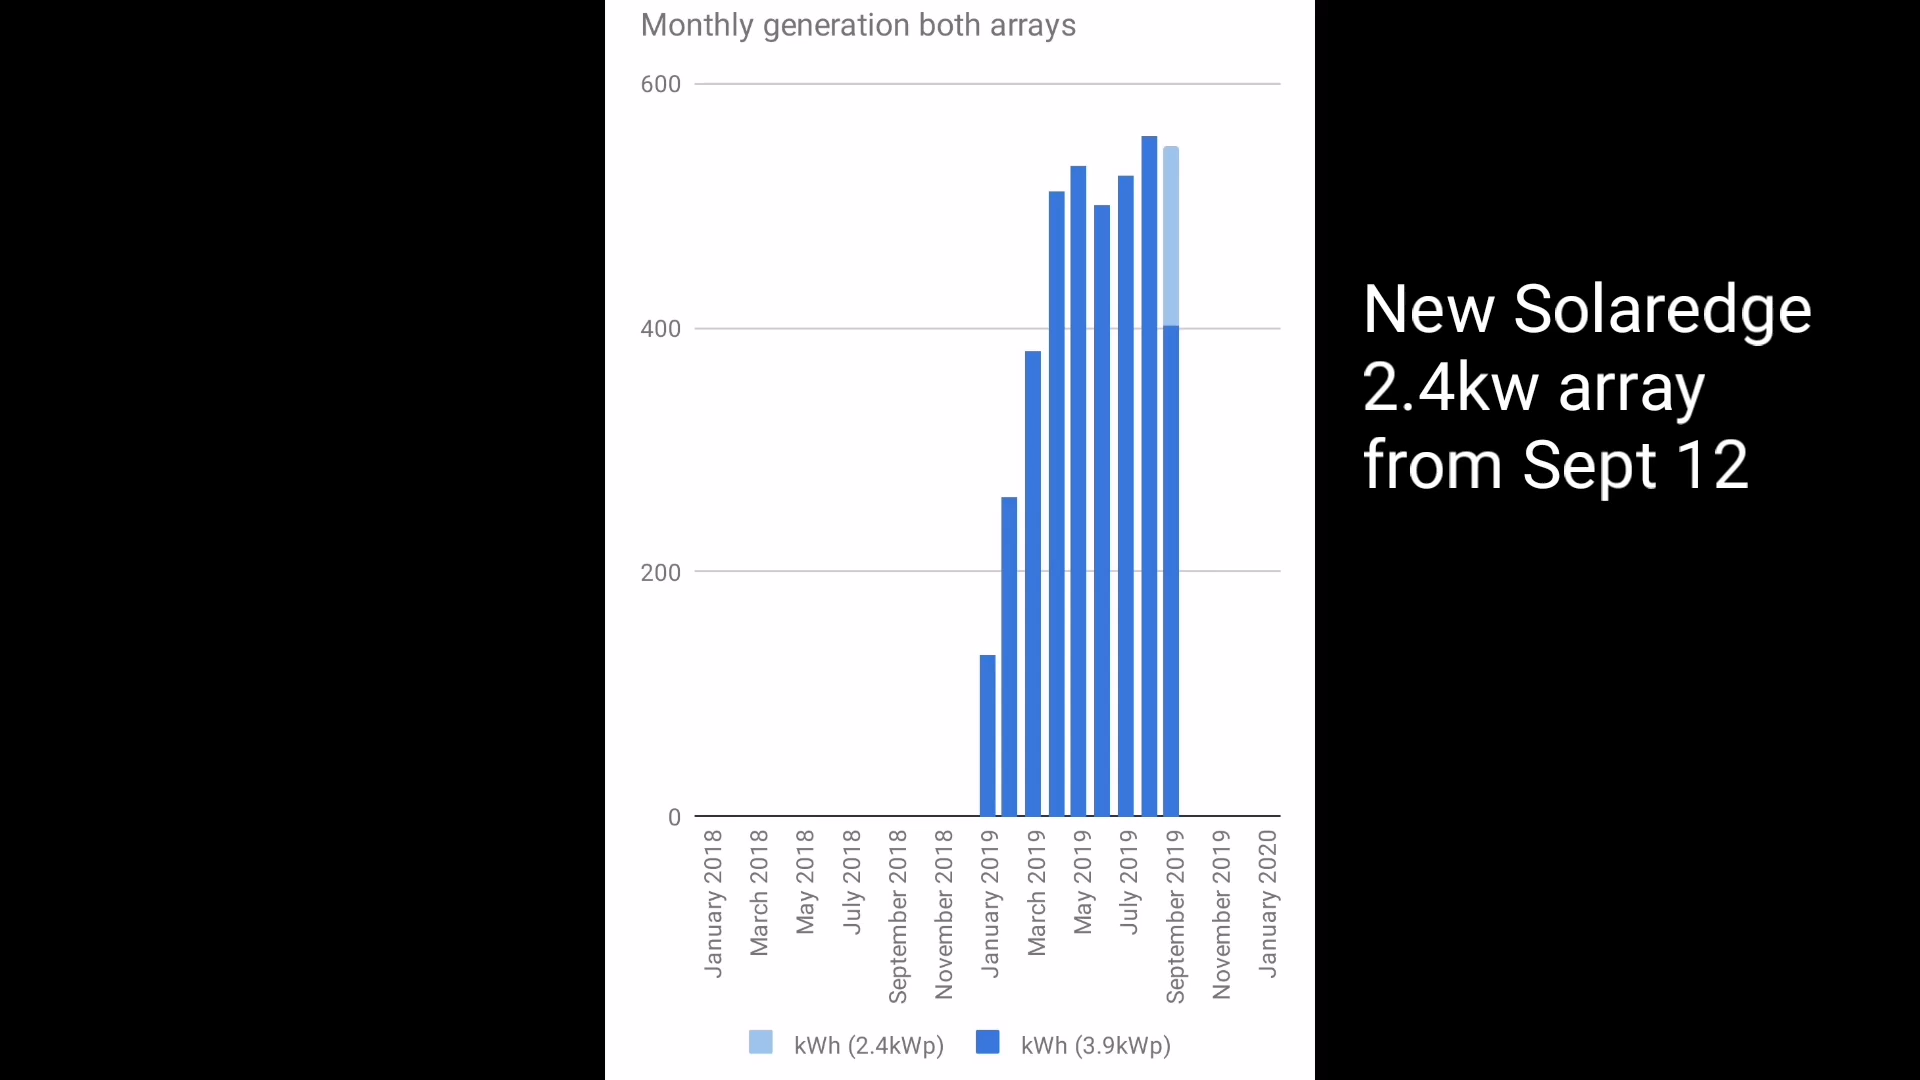 Monthly generation both arrays
600
400
200
0
January 2018
March 2018
May 2018
July 2018
September 2018
November 2018
January 2019
March 2019
May 2019
July 2019
September 2019
November 2019
January 2020
kWh (2.4kWp)
kWh (3.9kWp)
New Solaredge
2.4kw array
from Sept 12